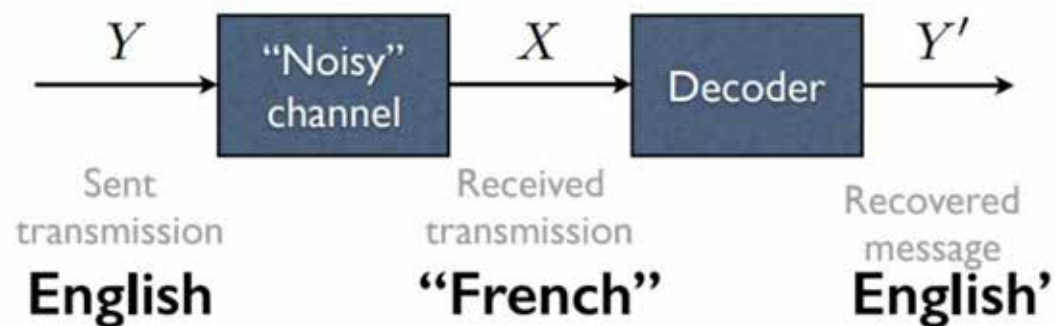 Y
“Noisy”
channel
X
Decoder
Y′
Sent
transmission
Received
transmission
Recovered
message
English
“French”
English’